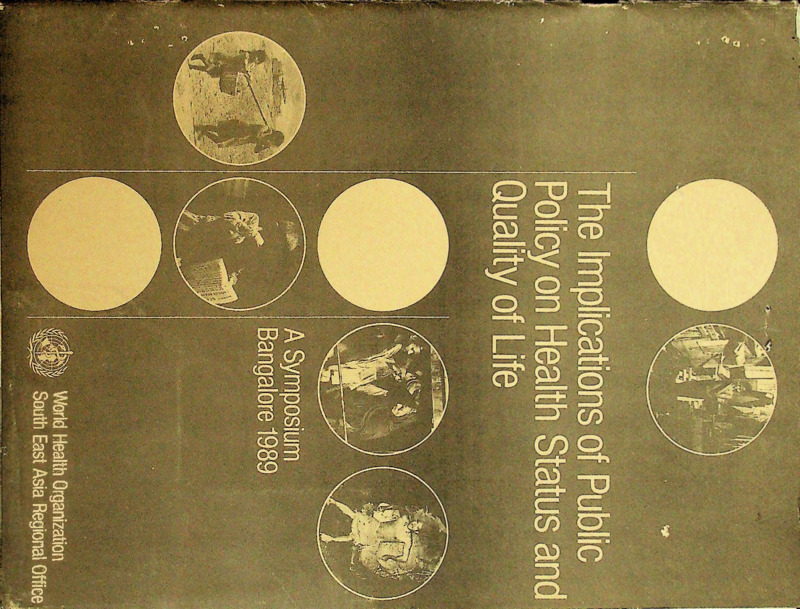 The Implications of Public
Policy on Health Status and
Quality of Life
A Symposium
Bangalore 1989
World Health Organization
South East Asia Regional Office